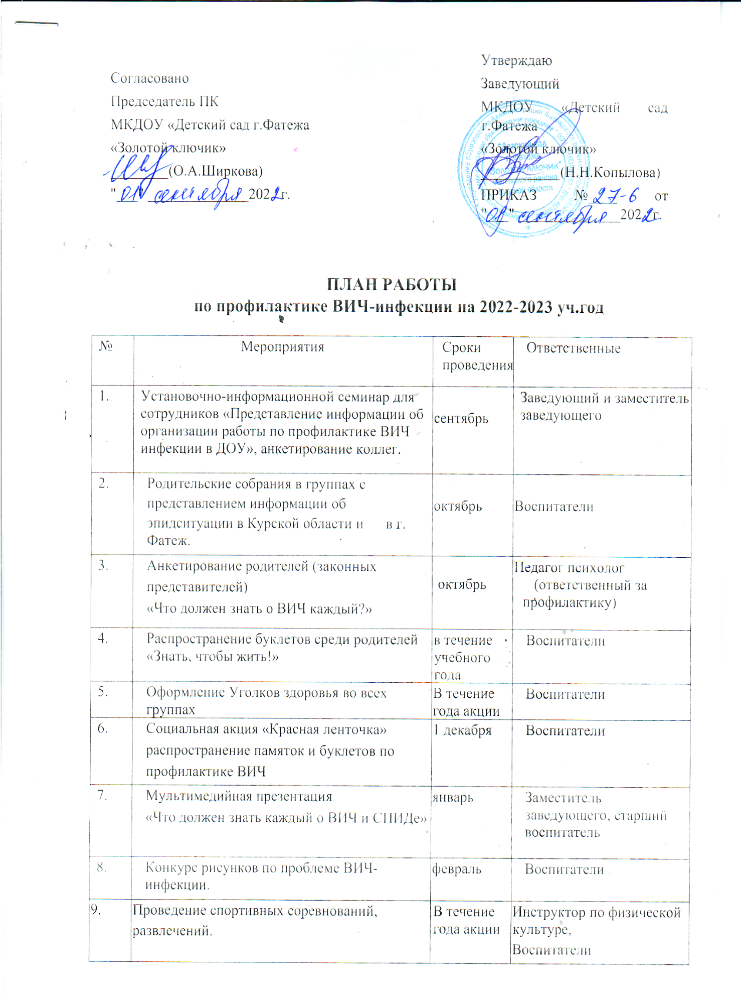 Согласовано
Председатель ПК
МКДОУ «Детский сад г.Фатежа
«Золотой ключик»
(О.А.Ширкова)
"01" сентября 2022г.
Утверждаю
Заведующий
МКДОУ «Детский сад
г.Фатежа
«Золотой ключик»
(Н.Н.Копылова)
ПРИКАЗ № 27-6 от
"01" сентября 2022г.
ПЛАН РАБОТЫ
по профилактике ВИЧ-инфекции на 2022-2023 уч.год
№ Мероприятия Сроки Ответственные
проведения
1. Установочно-информационной семинар для Заведующий и заместитель
сотрудников «Представление информации об сентябрь заведующего
организации работы по профилактике ВИЧ
инфекции в ДОУ», анкетирование коллег.
2. Родительские собрания в группах с
представлением информации об октябрь Воспитатели
эпидситуации в Курской области и в г.
Фатеж.
3. Анкетирование родителей (законных Педагог психолог
представителей) октябрь (ответственный за
«Что должен знать о ВИЧ каждый?» профилактику)
4. Распространение буклетов среди родителей в течение Воспитатели
«Знать, чтобы жить!» учебного
года
5. Оформление Уголков здоровья во всех В течение Воспитатели
группах года акции
6. Социальная акция «Красная ленточка» 1 декабря Воспитатели
распространение памяток и буклетов по
профилактике ВИЧ
7. Мультимедийная презентация январь Заместитель
«Что должен знать каждый о ВИЧ и СПИДе» заведующего, старший
воспитатель
8. Конкурс рисунков по проблеме ВИЧ- февраль Воспитатели
инфекции.
9. Проведение спортивных соревнований, В течение Инструктор по физической
развлечений. года акции культуре,
Воспитатели